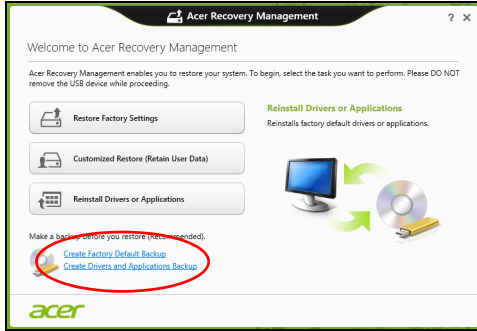 Acer Recovery Management
? ×
Welcome to Acer Recovery Management
Acer Recovery Management enables you to restore your system. To begin, select the task you want to perform. Please DO NOT
remove the USB device while proceeding.
Restore Factory Settings
Customized Restore (Retain User Data)
Reinstall Drivers or Applications
Reinstall Drivers or Applications
Reinstalls factory default drivers or applications.
Make a backup before you restore (Recommended).
Create Factory Default Backup
Create Drivers and Applications Backup
acer